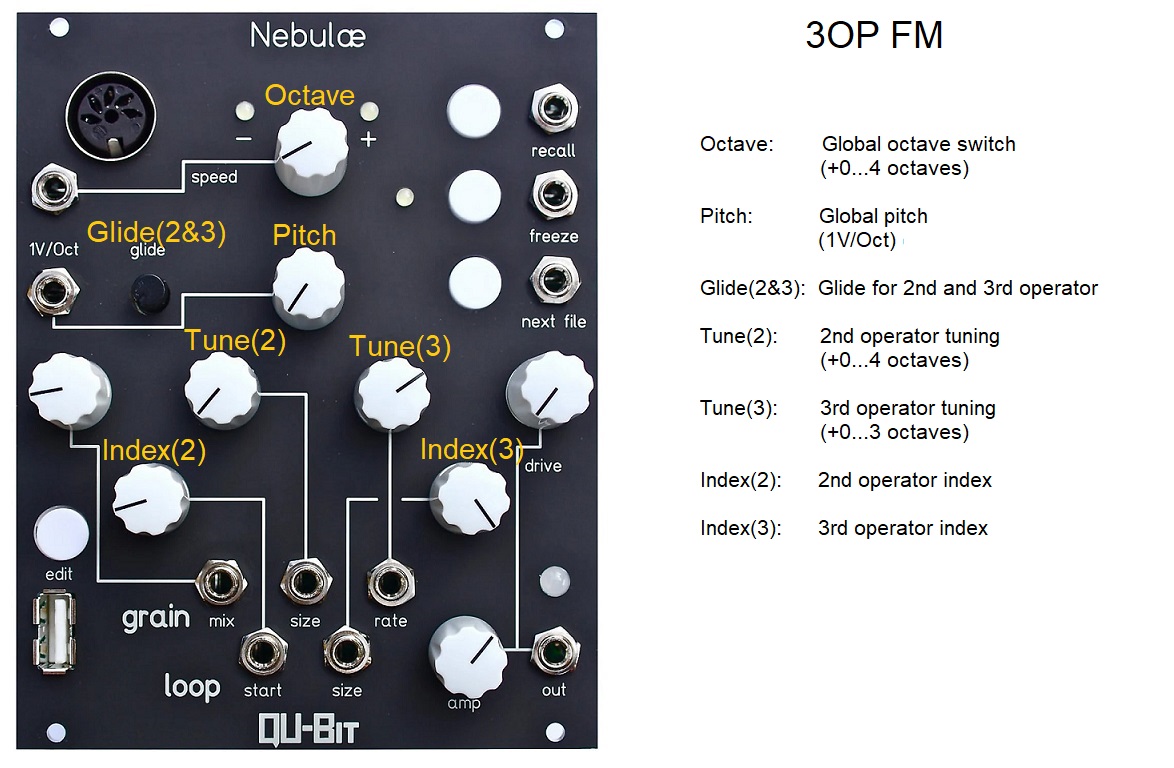 Nebulæ
Octave
− +
speed
recall
Glide(2&3)
1V/Oct
glide
Pitch
freeze
next file
Tune(2)
Tune(3)
Index(2)
Index(3)
drive
edit
grain
mix
size
rate
loop
start
size
amp
out
QU-BIT
3OP FM
Octave: Global octave switch
(+0...4 octaves)
Pitch: Global pitch
(1V/Oct)
Glide(2&3): Glide for 2nd and 3rd operator
Tune(2): 2nd operator tuning
(+0...4 octaves)
Tune(3): 3rd operator tuning
(+0...3 octaves)
Index(2): 2nd operator index
Index(3): 3rd operator index